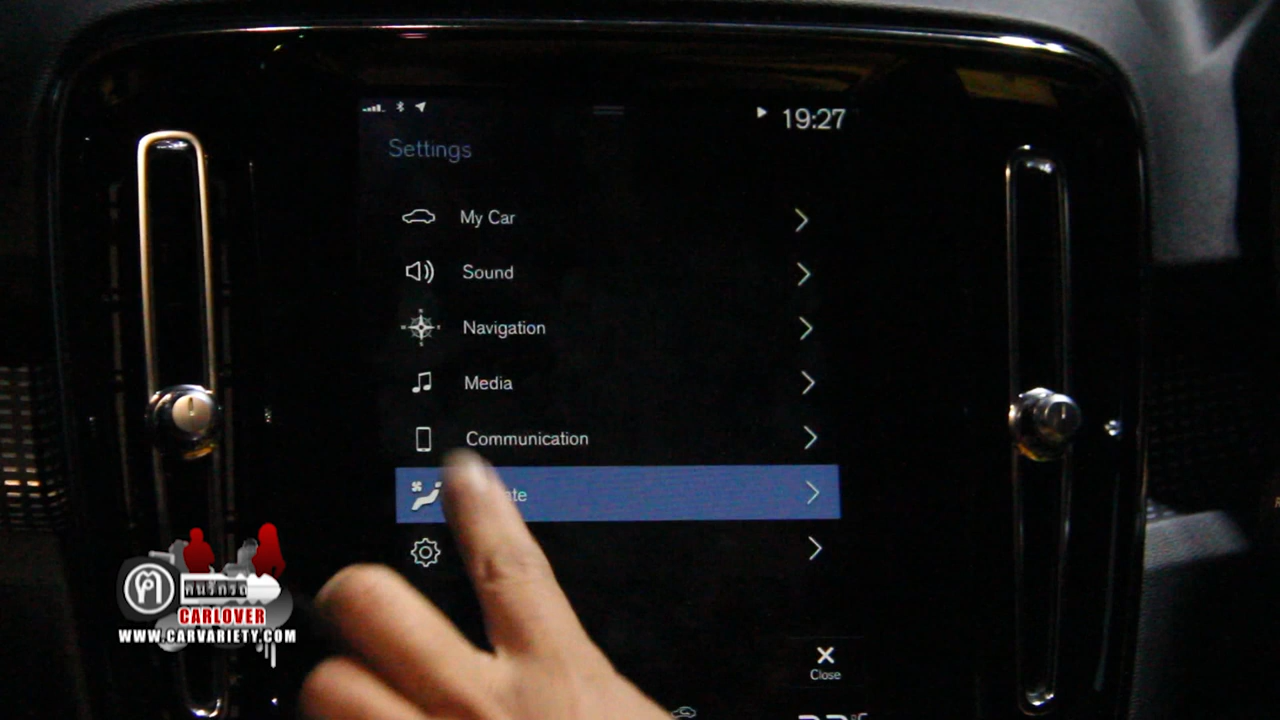 19:27
Settings
My Car
Sound
Navigation
Media
Communication
CARLOVER
WWW.CARVARIETY.COM
Close